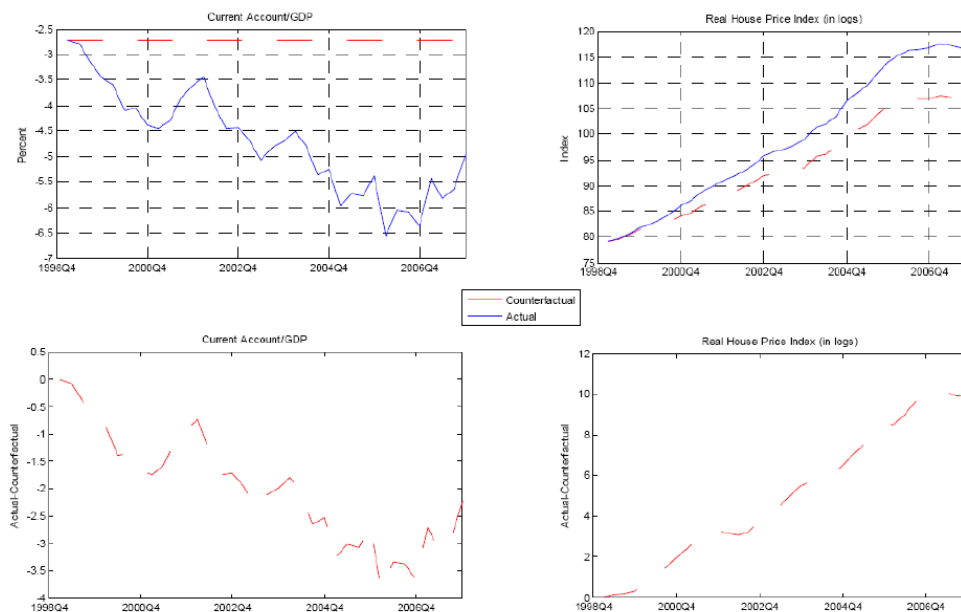 Current Account/GDP
-2.5
-3
-3.5
-4
-4.5
-5
-5.5
-6
-6.5
-7
Percent
1998Q4 2000Q4 2002Q4 2004Q4 2006Q4
Real House Price Index (in logs)
120
115
110
105
100
95
90
85
80
75
Index
1998Q4 2000Q4 2002Q4 2004Q4 2006Q4
Counterfactual
Actual
Current Account/GDP
0.5
0
-0.5
-1
-1.5
-2
-2.5
-3
-3.5
-4
Actual-Counterfactual
1998Q4 2000Q4 2002Q4 2004Q4 2006Q4
Real House Price Index (in logs)
12
10
8
6
4
2
0
Actual-Counterfactual
1998Q4 2000Q4 2002Q4 2004Q4 2006Q4